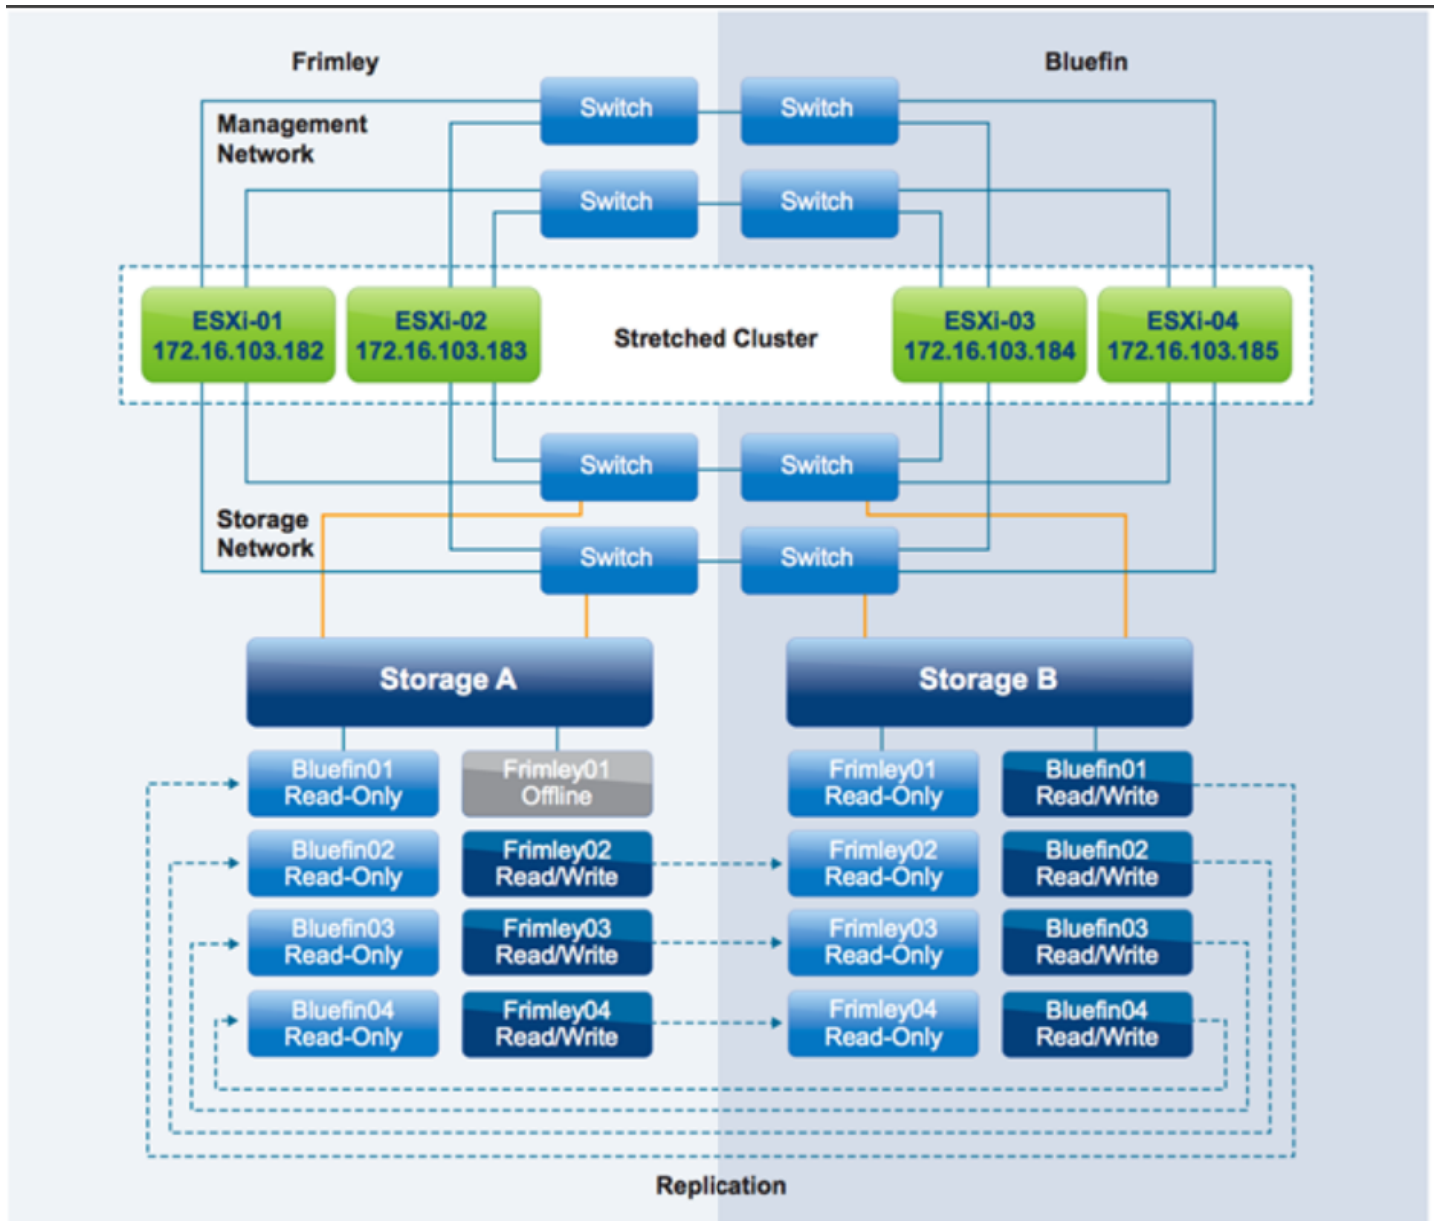 Frimley
Bluefin
Switch
Switch
Management
Network
Switch
Switch
ESXi-01
172.16.103.182
ESXi-02
172.16.103.183
Stretched Cluster
ESXi-03
172.16.103.184
ESXi-04
172.16.103.185
Switch
Switch
Storage
Network
Switch
Switch
Storage A
Storage B
Bluefin01
Read-Only
Frimley01
Offline
Frimley01
Read-Only
Bluefin01
Read/Write
Bluefin02
Read-Only
Frimley02
Read/Write
Frimley02
Read-Only
Bluefin02
Read/Write
Bluefin03
Read-Only
Frimley03
Read/Write
Frimley03
Read-Only
Bluefin03
Read/Write
Bluefin04
Read-Only
Frimley04
Read/Write
Frimley04
Read-Only
Bluefin04
Read/Write
Replication